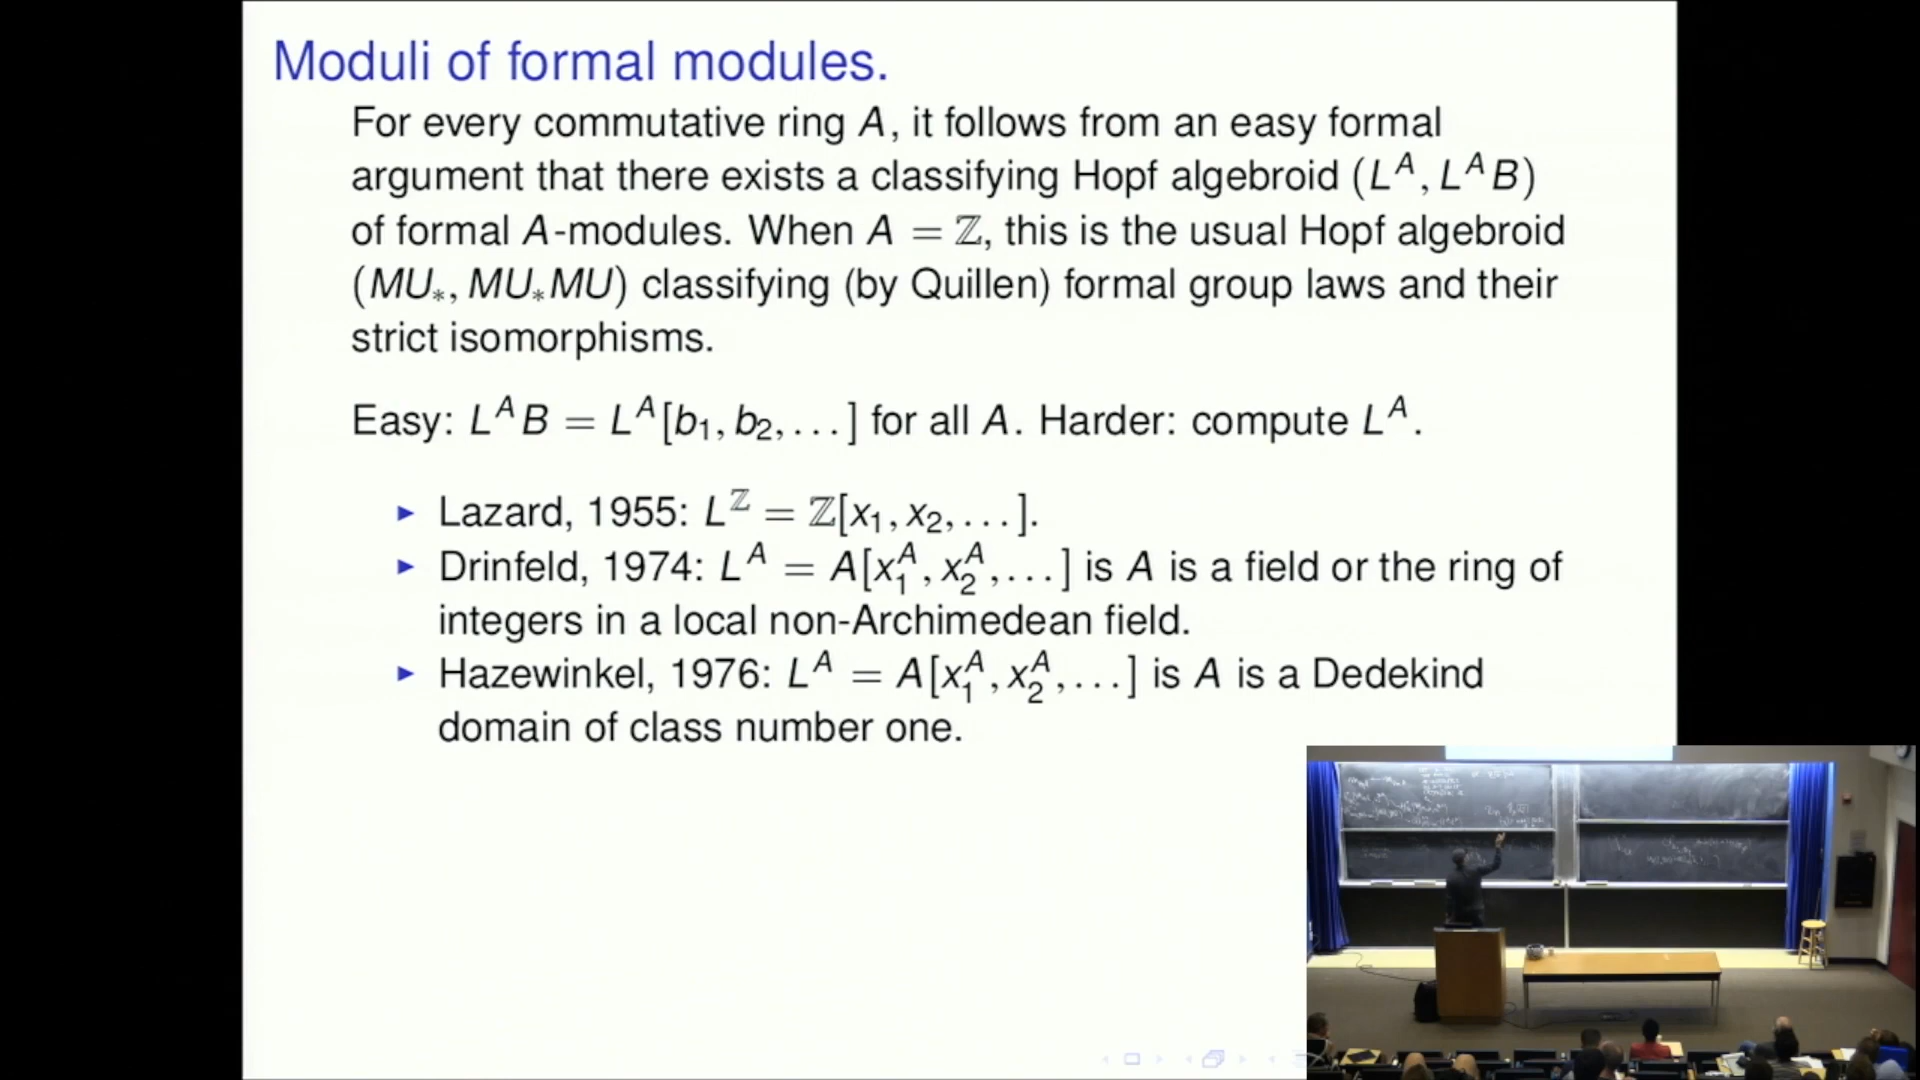 Moduli of formal modules.
For every commutative ring A, it follows from an easy formal
argument that there exists a classifying Hopf algebroid (L^A, L^A B)
of formal A-modules. When A = ℤ, this is the usual Hopf algebroid
(MU_*, MU_*MU) classifying (by Quillen) formal group laws and their
strict isomorphisms.
Easy: L^A B = L^A[b_1, b_2, . . . ] for all A. Harder: compute L^A.
▶ Lazard, 1955: L^ℤ = ℤ[x_1, x_2, . . . ].
▶ Drinfeld, 1974: L^A = A[x_1^A, x_2^A, . . . ] is A is a field or the ring of
integers in a local non-Archimedean field.
▶ Hazewinkel, 1976: L^A = A[x_1^A, x_2^A, . . . ] is A is a Dedekind
domain of class number one.